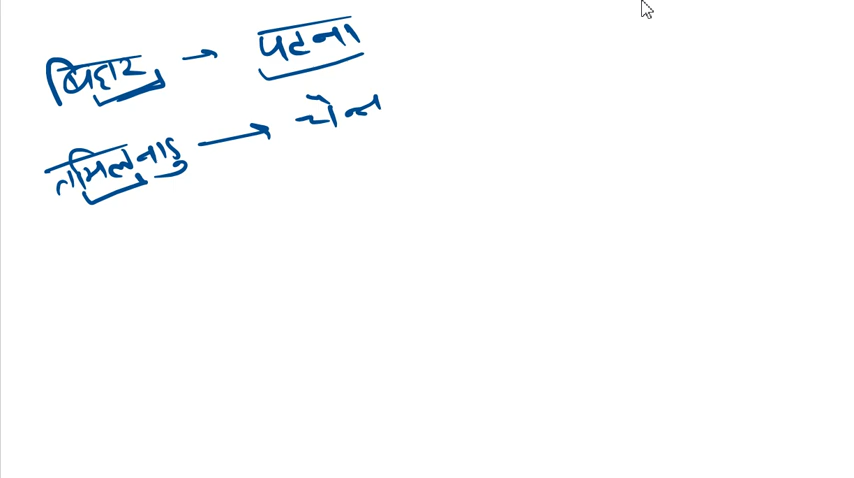 बिहार → पटना
तमिलनाडु →